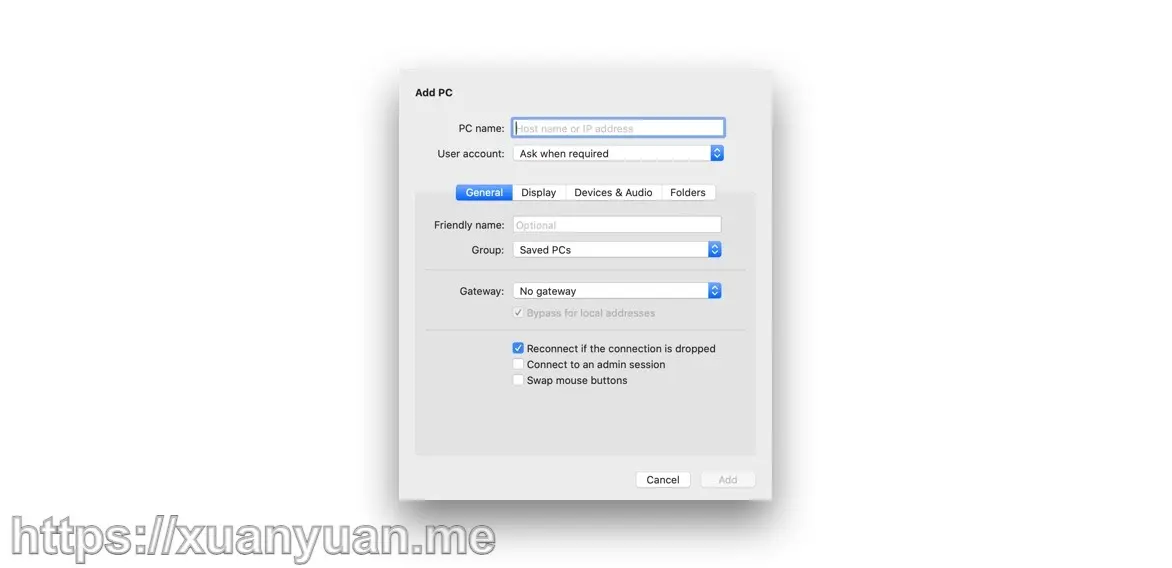 Add PC
PC name: Host name or IP address
User account: Ask when required
General Display Devices & Audio Folders
Friendly name: Optional
Group: Saved PCs
Gateway: No gateway
Bypass for local addresses
Reconnect if the connection is dropped
Connect to an admin session
Swap mouse buttons
Cancel Add
https://xuanyuan.me